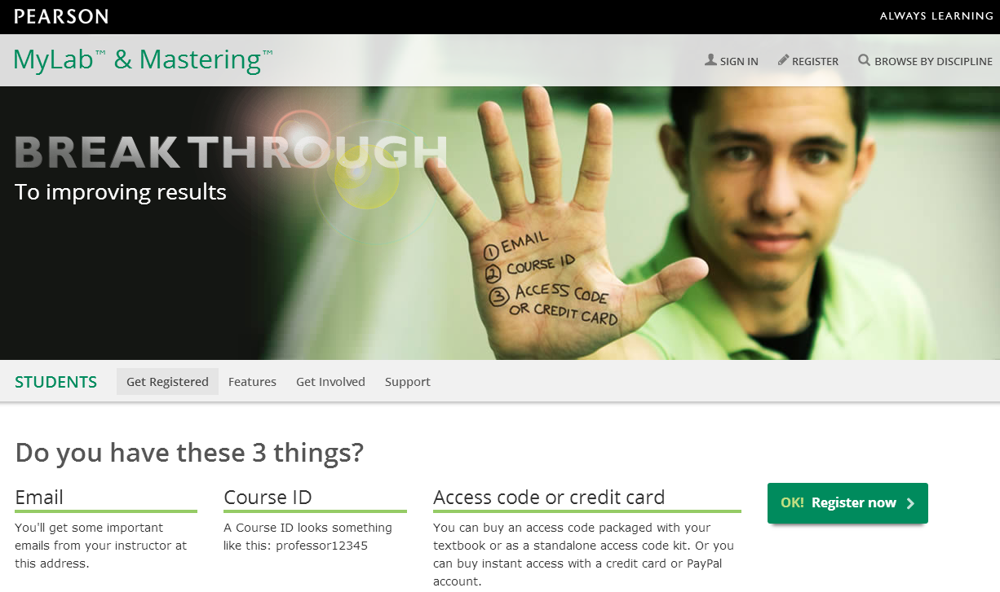 PEARSON
ALWAYS LEARNING
MyLab™ & Mastering™
SIGN IN
REGISTER
BROWSE BY DISCIPLINE
BREAKTHROUGH
To improving results
1 EMAIL
2 COURSE ID
3 ACCESS CODE
OR CREDIT CARD
STUDENTS
Get Registered
Features
Get Involved
Support
Do you have these 3 things?
Email
You'll get some important
emails from your instructor at
this address.
Course ID
A Course ID looks something
like this: professor12345
Access code or credit card
You can buy an access code packaged with your
textbook or as a standalone access code kit. Or you
can buy instant access with a credit card or PayPal
account.
OK! Register now